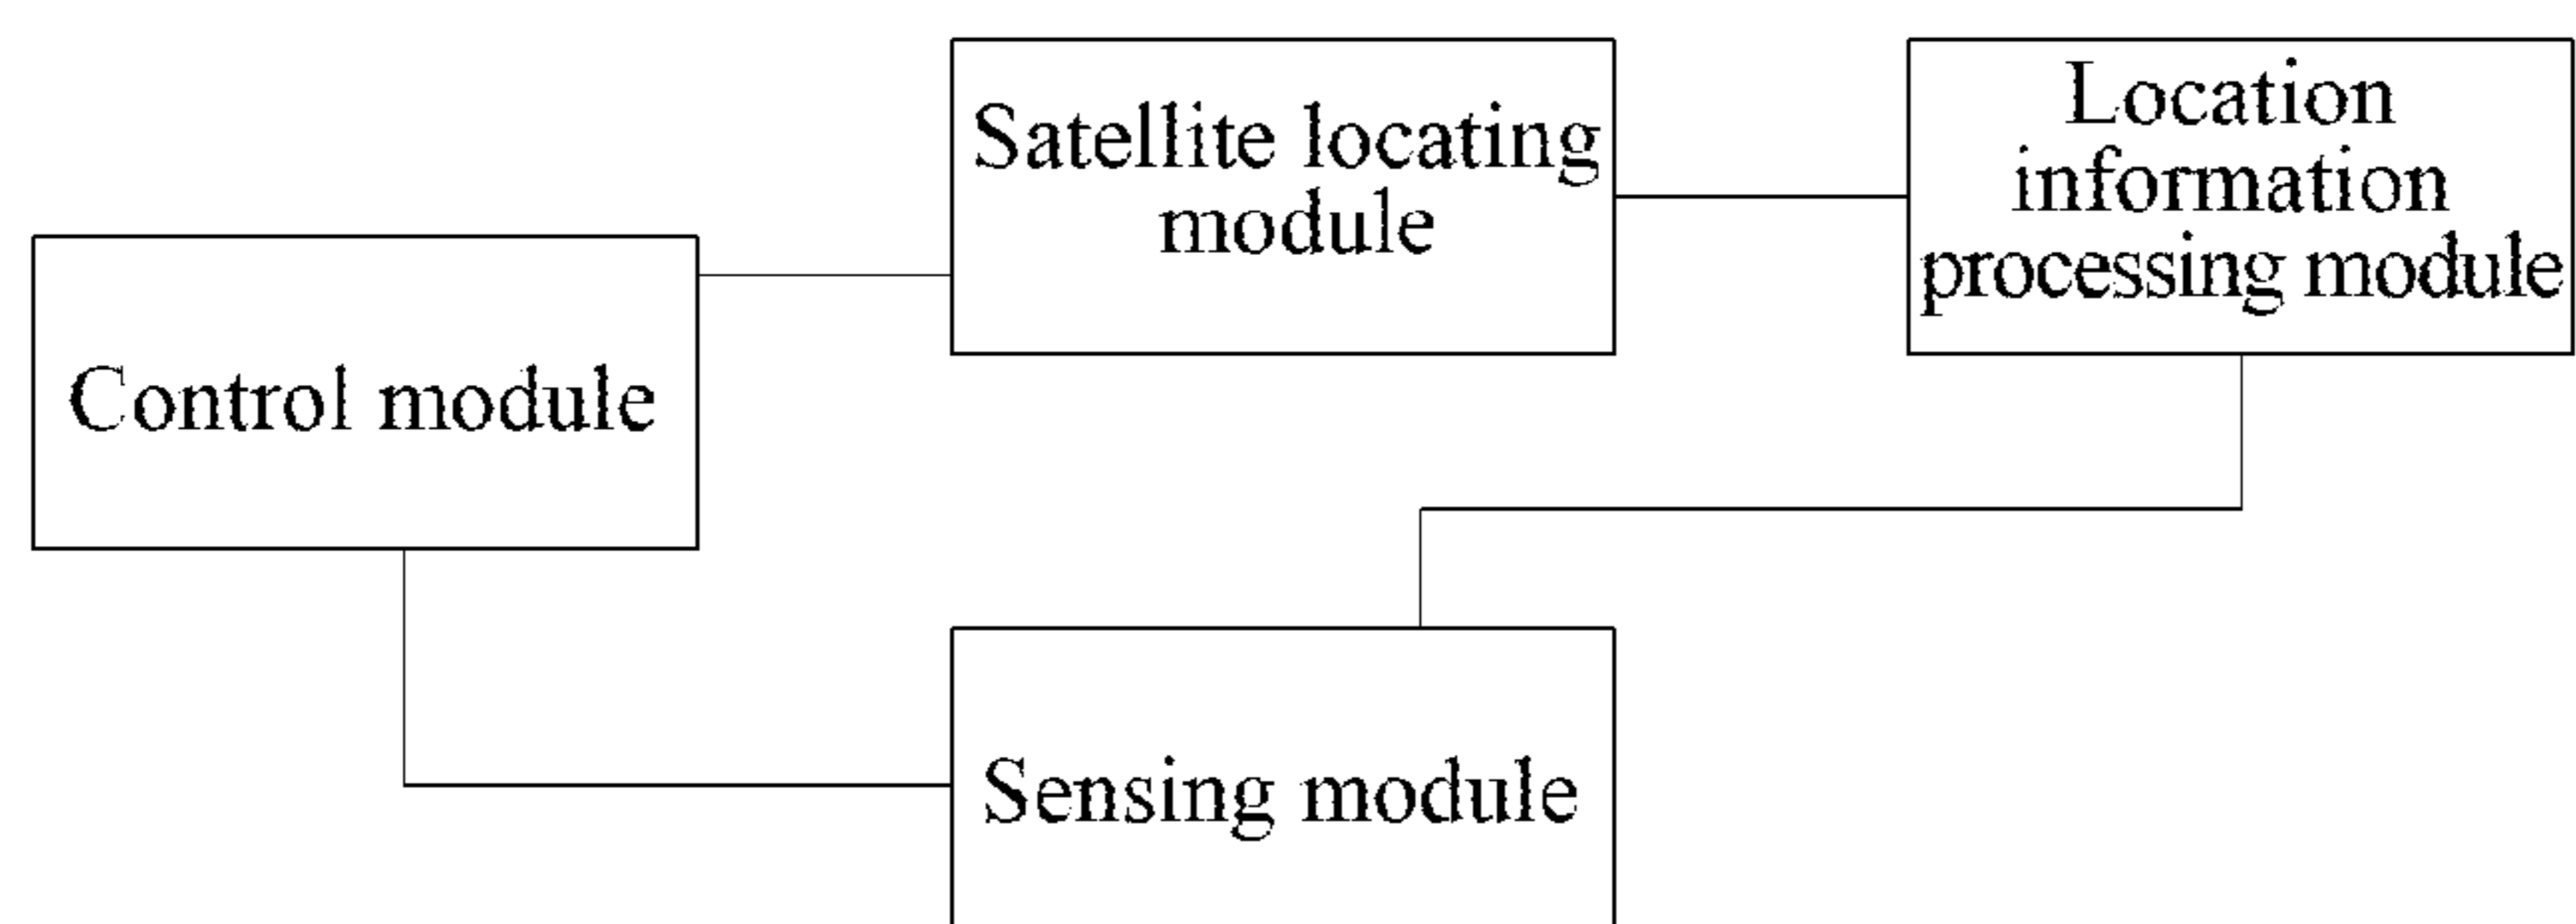 Satellite locating
module
Location
information
processing module
Control module
Sensing module